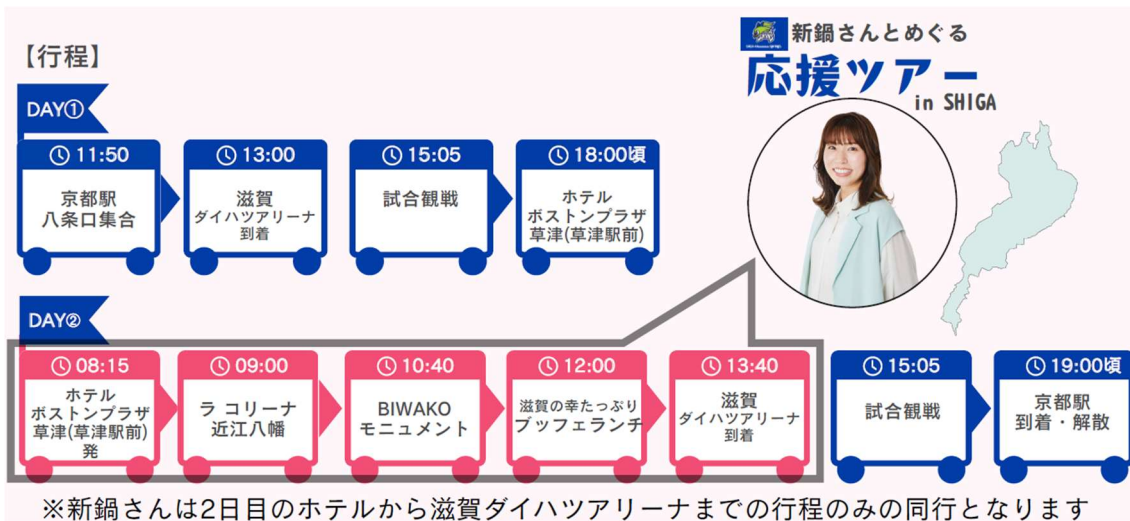 【行程】
新鍋さんとめぐる
応援ツアー
in SHIGA
DAY①
11:50
京都駅
八条口集合
13:00
滋賀
ダイハツアリーナ
到着
15:05
試合観戦
18:00頃
ホテル
ボストンプラザ
草津(草津駅前)
DAY②
08:15
ホテル
ボストンプラザ
草津(草津駅前)
発
09:00
ラ コリーナ
近江八幡
10:40
BIWAKO
モニュメント
12:00
滋賀の幸たっぷり
ブッフェランチ
13:40
滋賀
ダイハツアリーナ
到着
15:05
試合観戦
19:00頃
京都駅
到着・解散
※新鍋さんは2日目のホテルから滋賀ダイハツアリーナまでの行程のみの同行となります